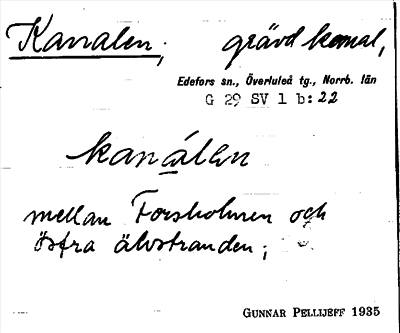 Kanalen, grävd kanal,
Edefors sn., Överluleå tg., Norrb. län
G 29 SV 1 b:22
kanálen
mellan Forsholmen och
östra älvstranden;
GUNNAR PELLIJEFF 1935